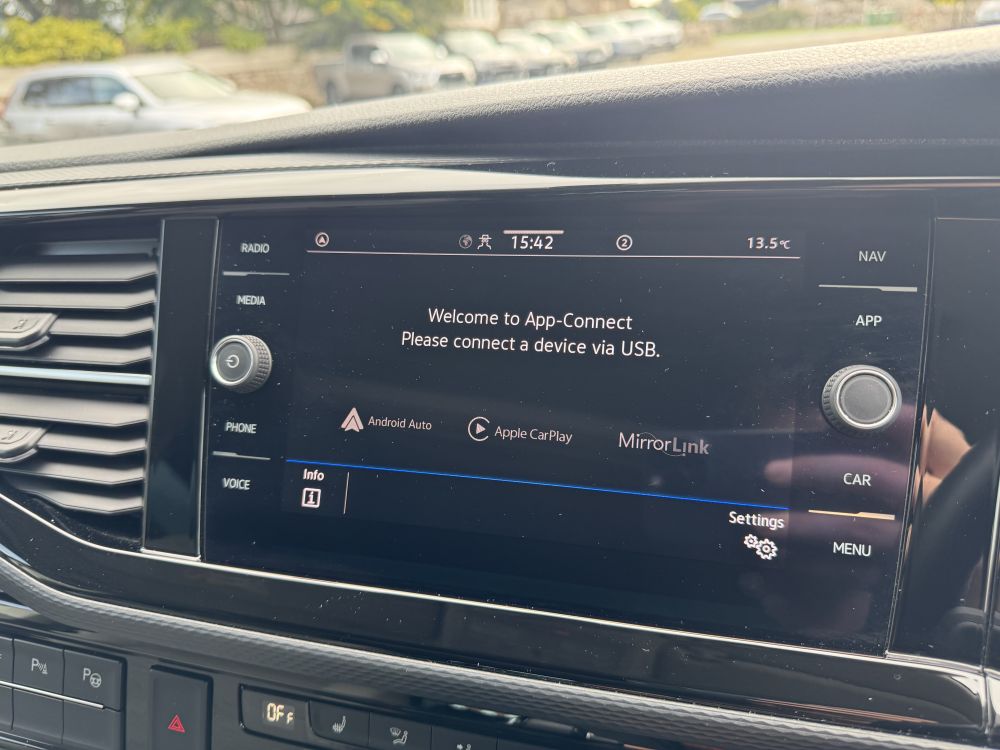 RADIO
MEDIA
PHONE
VOICE
15:42
2
13.5°C
Welcome to App-Connect
Please connect a device via USB.
Android Auto
Apple CarPlay
MirrorLink
Info
i
Settings
NAV
APP
CAR
MENU
P
P
OFF